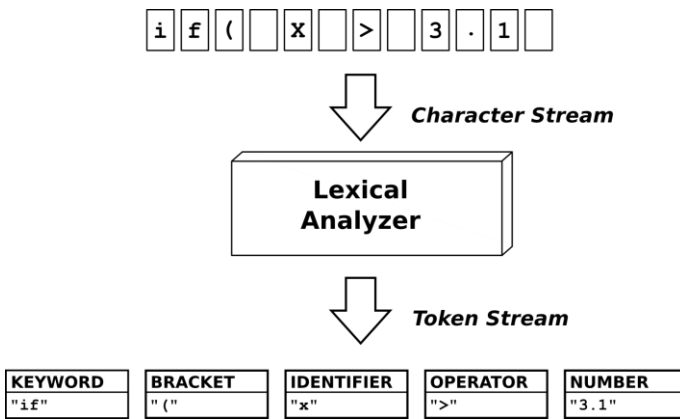 i f ( X > 3 . 1
Character Stream
Lexical
Analyzer
Token Stream
KEYWORD BRACKET IDENTIFIER OPERATOR NUMBER
"if" "(" "x" ">" "3.1"